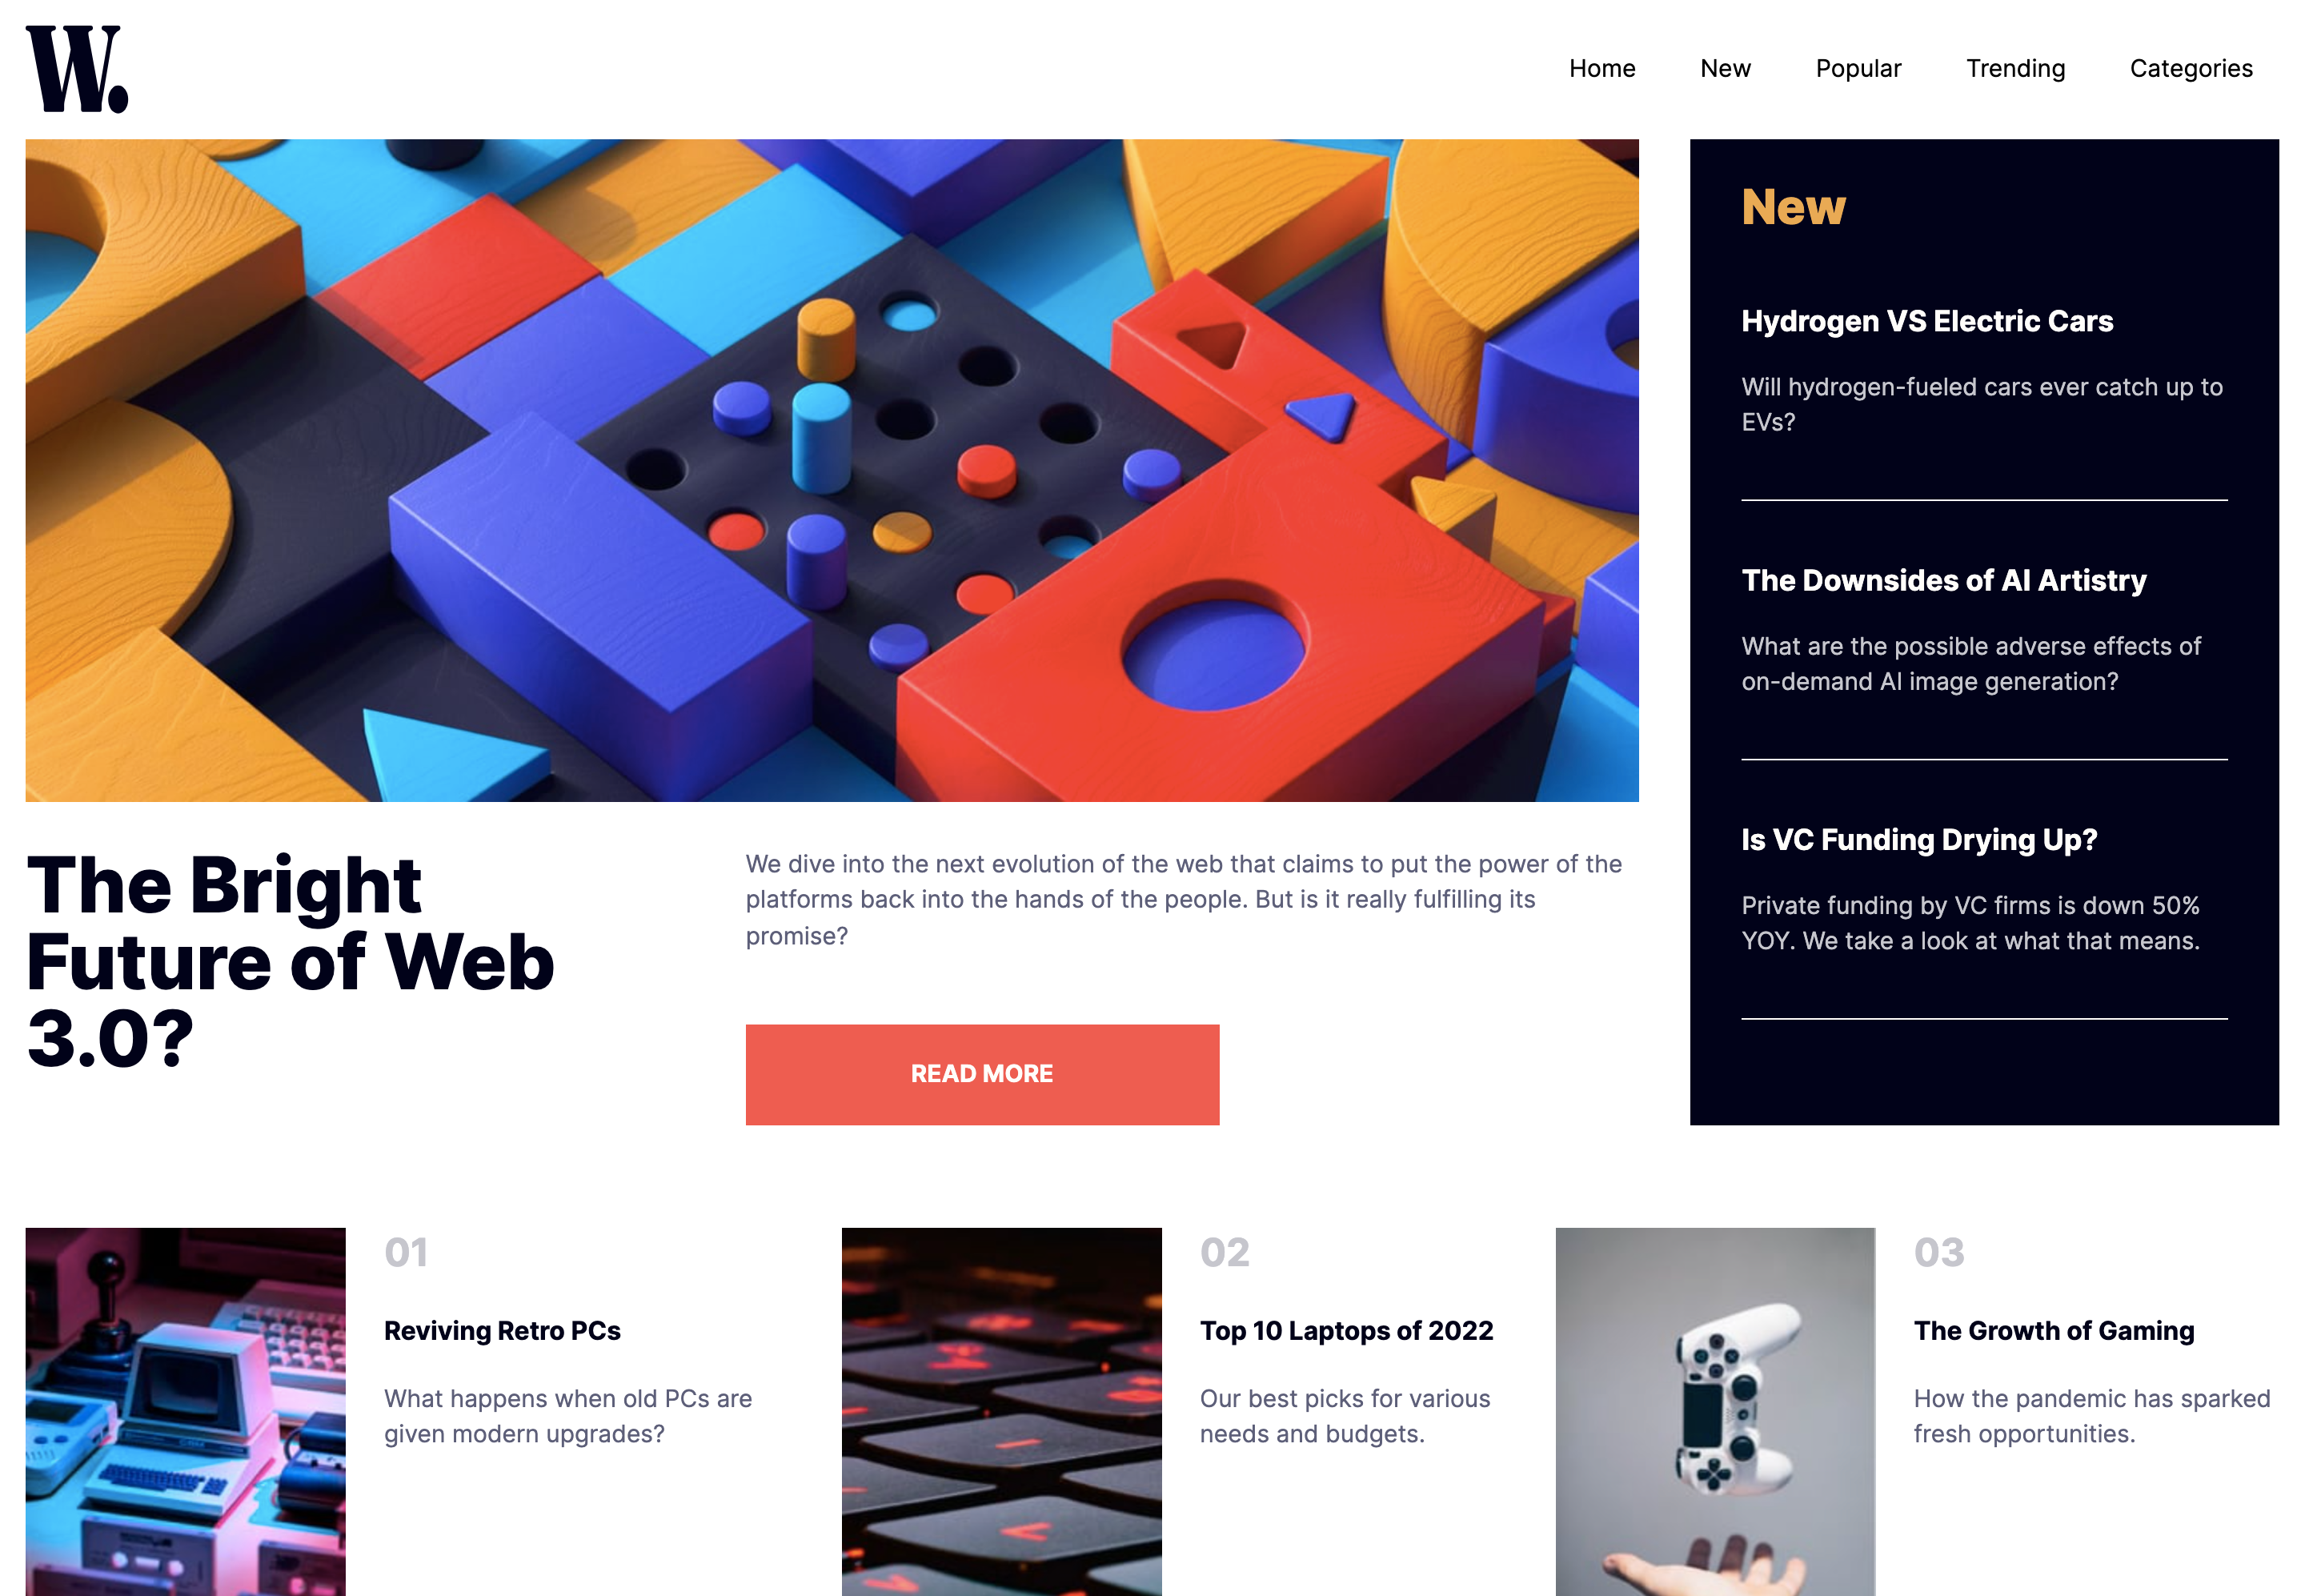 W.
Home New Popular Trending Categories
The Bright
Future of Web
3.0?
We dive into the next evolution of the web that claims to put the power of the
platforms back into the hands of the people. But is it really fulfilling its
promise?
READ MORE
New
Hydrogen VS Electric Cars
Will hydrogen-fueled cars ever catch up to
EVs?
The Downsides of AI Artistry
What are the possible adverse effects of
on-demand AI image generation?
Is VC Funding Drying Up?
Private funding by VC firms is down 50%
YOY. We take a look at what that means.
01
Reviving Retro PCs
What happens when old PCs are
given modern upgrades?
02
Top 10 Laptops of 2022
Our best picks for various
needs and budgets.
03
The Growth of Gaming
How the pandemic has sparked
fresh opportunities.